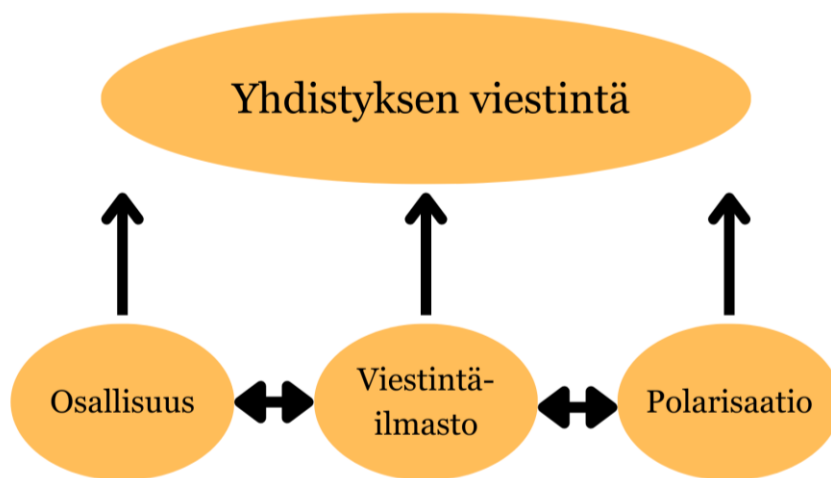 Yhdistyksen viestintä
Osallisuus
Viestintä-
ilmasto
Polarisaatio